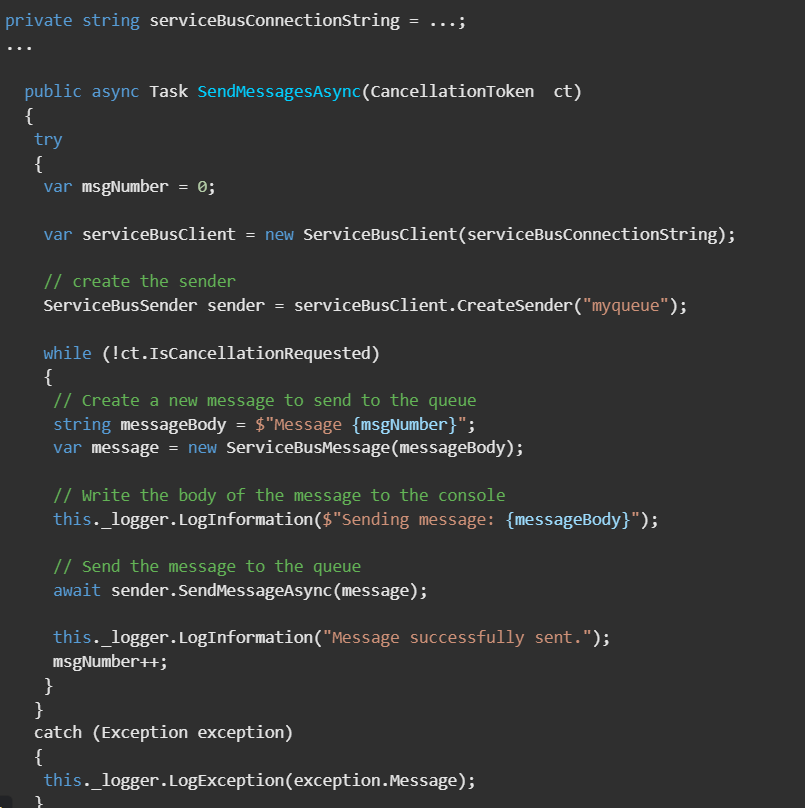 private string serviceBusConnectionString = ...;
...
public async Task SendMessagesAsync(CancellationToken  ct)
{
try
{
var msgNumber = 0;
var serviceBusClient = new ServiceBusClient(serviceBusConnectionString);
// create the sender
ServiceBusSender sender = serviceBusClient.CreateSender("myqueue");
while (!ct.IsCancellationRequested)
{
// Create a new message to send to the queue
string messageBody = $"Message {msgNumber}";
var message = new ServiceBusMessage(messageBody);
// Write the body of the message to the console
this._logger.LogInformation($"Sending message: {messageBody}");
// Send the message to the queue
await sender.SendMessageAsync(message);
this._logger.LogInformation("Message successfully sent.");
msgNumber++;
}
}
catch (Exception exception)
{
this._logger.LogException(exception.Message);
}